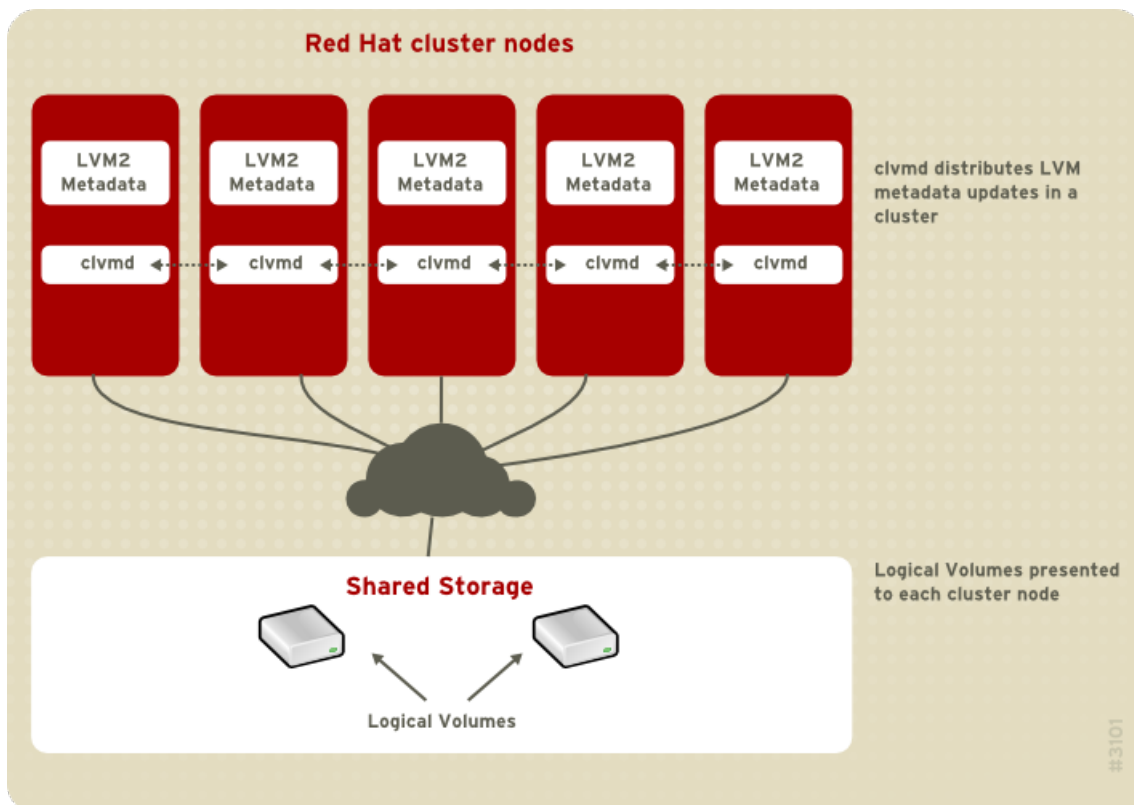 Red Hat cluster nodes
LVM2
Metadata
LVM2
Metadata
LVM2
Metadata
LVM2
Metadata
LVM2
Metadata
clvmd distributes LVM
metadata updates in a
cluster
clvmd
clvmd
clvmd
clvmd
clvmd
Shared Storage
Logical Volumes presented
to each cluster node
Logical Volumes
#3101